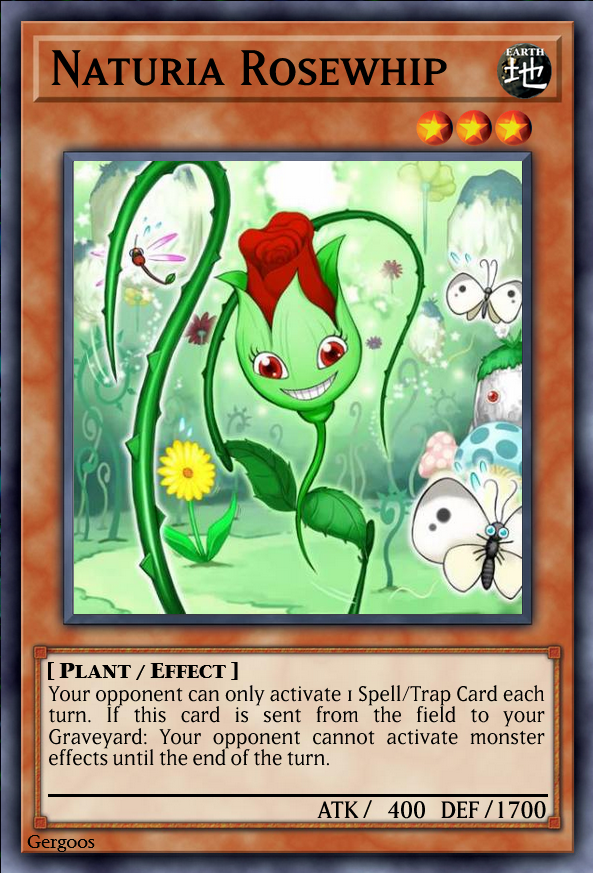 Naturia Rosewhip
EARTH
地
[ Plant / Effect ]
Your opponent can only activate 1 Spell/Trap Card each
turn. If this card is sent from the field to your
Graveyard: Your opponent cannot activate monster
effects until the end of the turn.
ATK / 400 DEF /1700
Gergoos